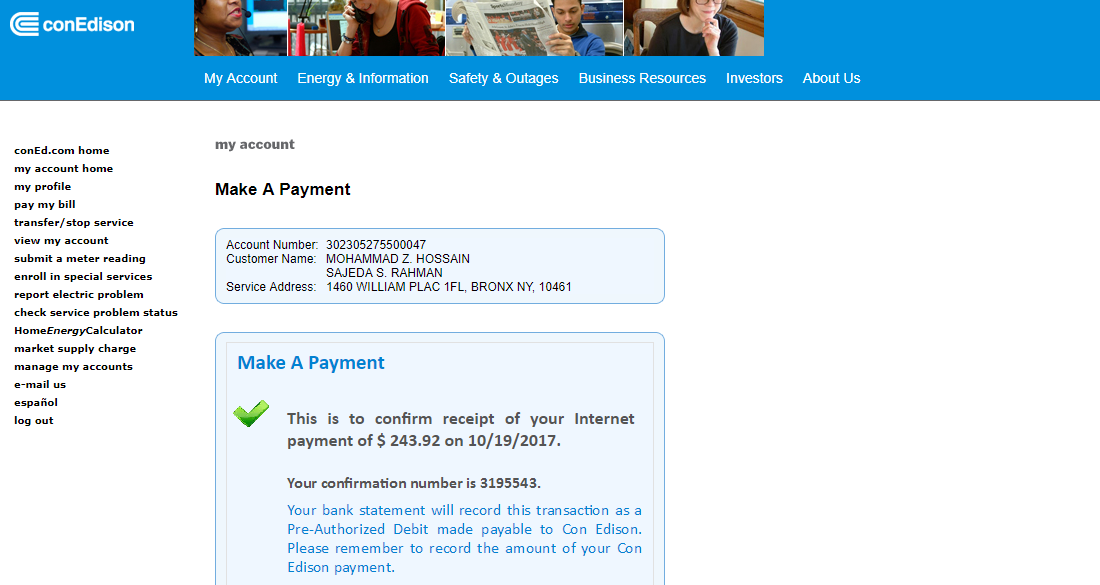 conEdison
My Account Energy & Information Safety & Outages Business Resources Investors About Us
conEd.com home
my account home
my profile
pay my bill
transfer/stop service
view my account
submit a meter reading
enroll in special services
report electric problem
check service problem status
HomeEnergyCalculator
market supply charge
manage my accounts
e-mail us
español
log out
my account
Make A Payment
Account Number: 302305275500047
Customer Name: MOHAMMAD Z. HOSSAIN
SAJEDA S. RAHMAN
Service Address: 1460 WILLIAM PLAC 1FL, BRONX NY, 10461
Make A Payment
This is to confirm receipt of your Internet
payment of $ 243.92 on 10/19/2017.
Your confirmation number is 3195543.
Your bank statement will record this transaction as a
Pre-Authorized Debit made payable to Con Edison.
Please remember to record the amount of your Con
Edison payment.